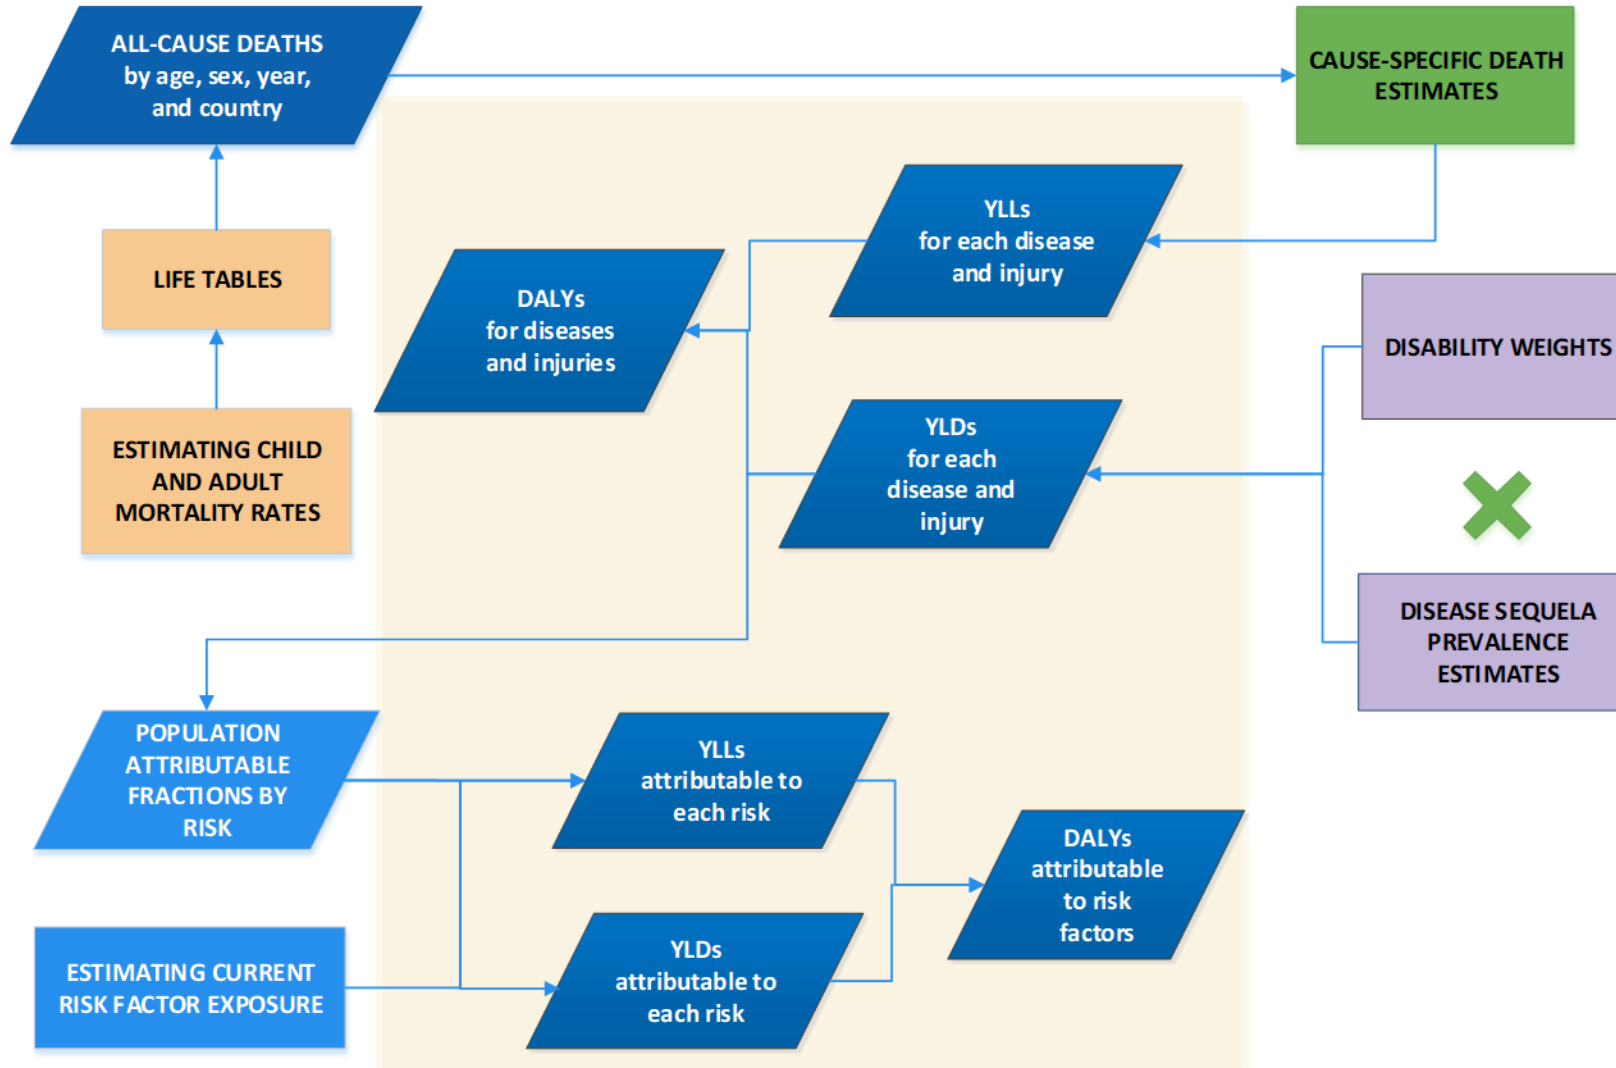 ALL-CAUSE DEATHS
by age, sex, year,
and country
CAUSE-SPECIFIC DEATH
ESTIMATES
YLLs
for each disease
and injury
LIFE TABLES
DALYs
for diseases
and injuries
DISABILITY WEIGHTS
ESTIMATING CHILD
AND ADULT
MORTALITY RATES
YLDs
for each
disease and
injury
DISEASE SEQUELA
PREVALENCE
ESTIMATES
POPULATION
ATTRIBUTABLE
FRACTIONS BY
RISK
YLLs
attributable to
each risk
DALYs
attributable
to risk
factors
ESTIMATING CURRENT
RISK FACTOR EXPOSURE
YLDs
attributable to
each risk